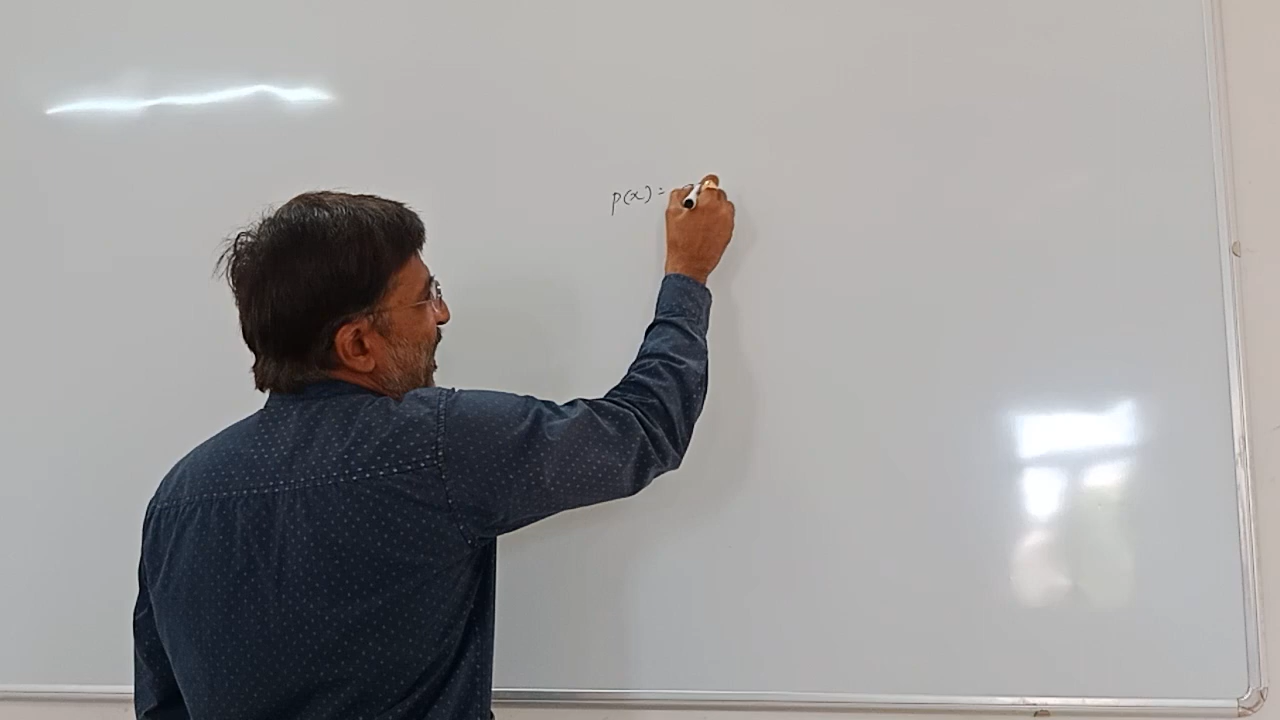 p(x) =